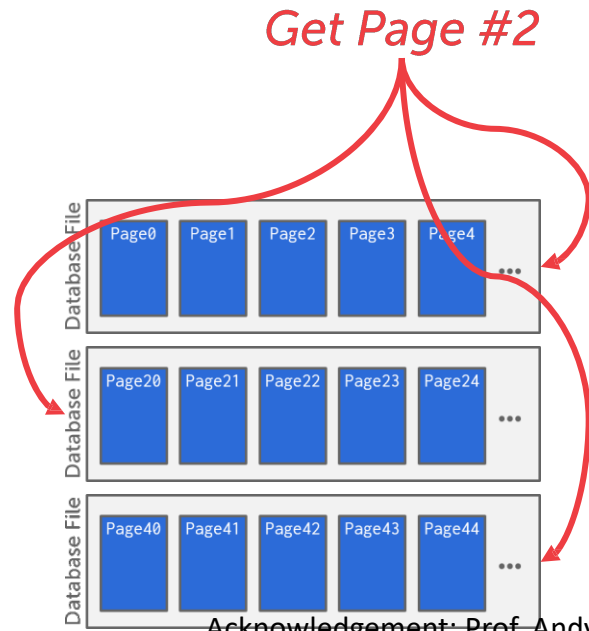 Get Page #2
Database File
Page0 Page1 Page2 Page3 Page4 ...
Database File
Page20 Page21 Page22 Page23 Page24 ...
Database File
Page40 Page41 Page42 Page43 Page44 ...
Acknowledgement: Prof. Andy